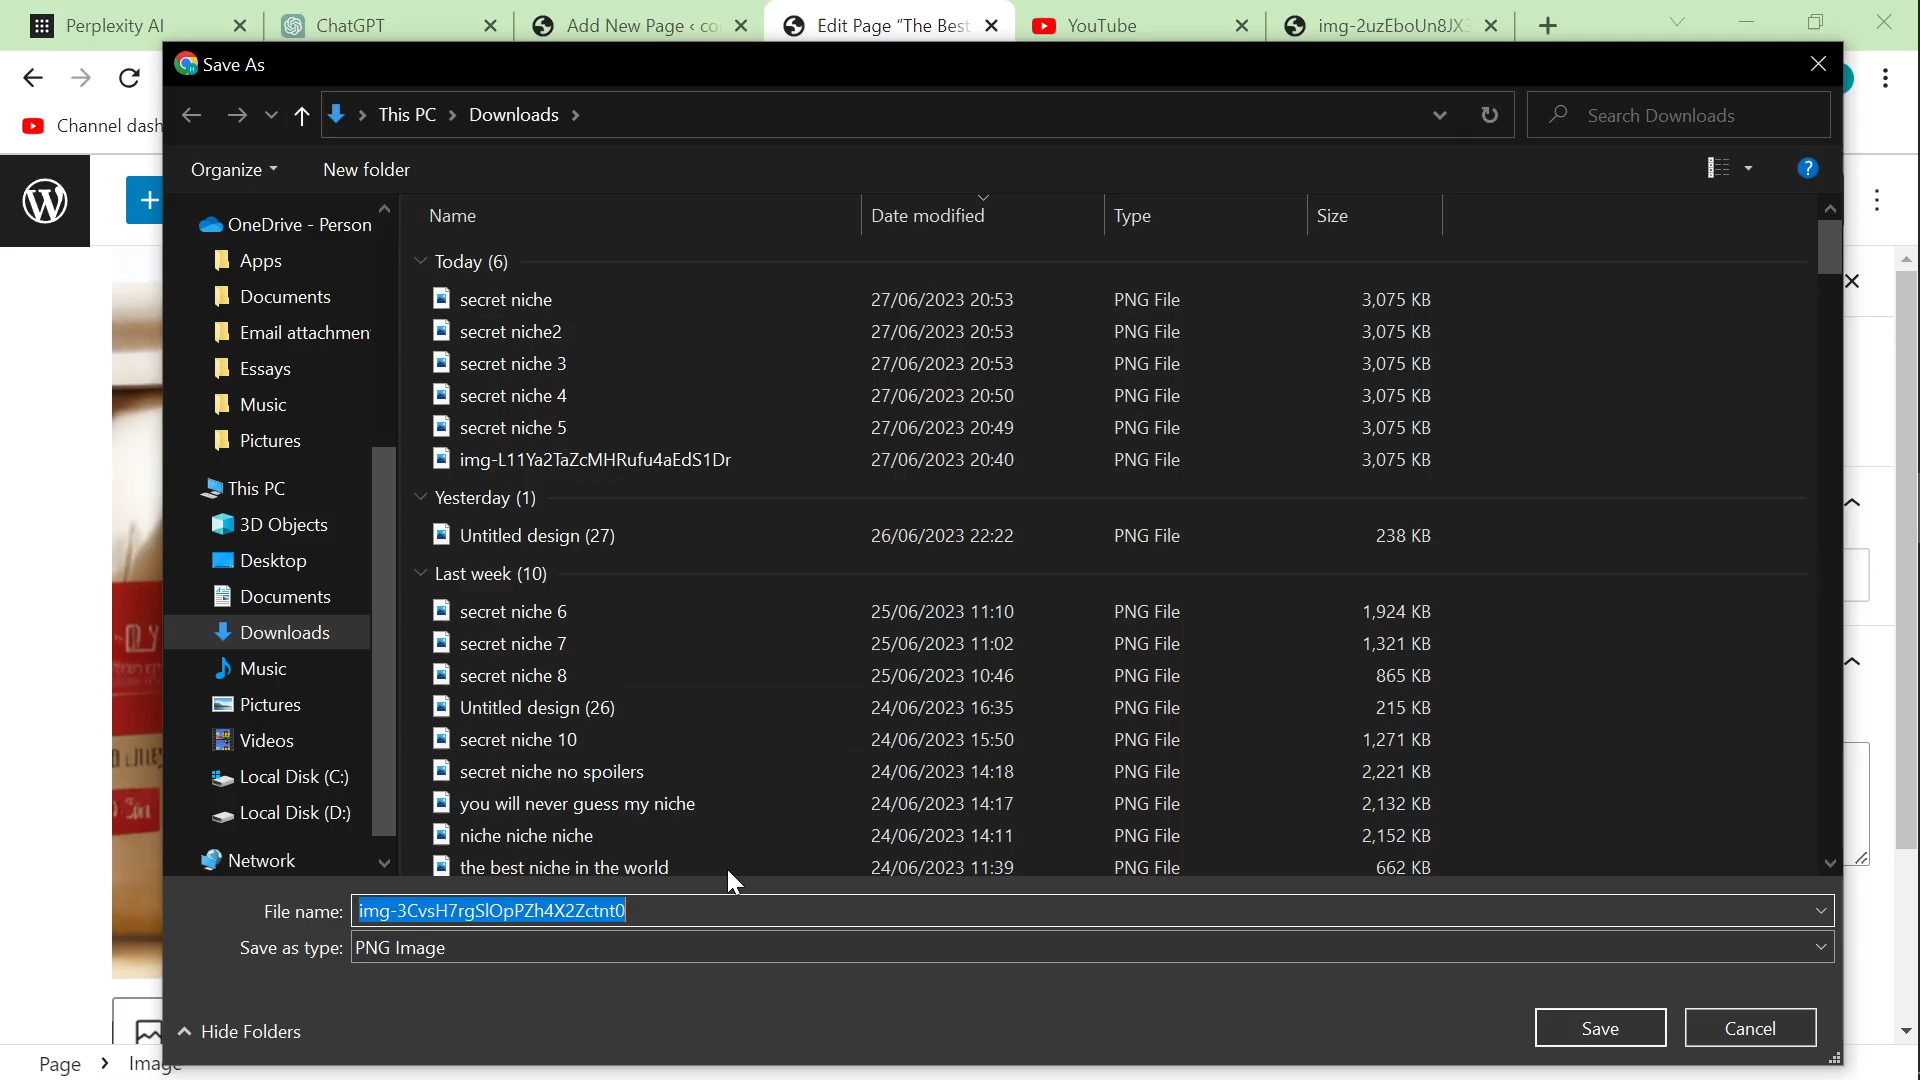 Perplexity AI
ChatGPT
Add New Page ‹ co
Edit Page "The Best
YouTube
img-2uzEboUn8JX3
Save As
Channel dash
This PC
Downloads
Search Downloads
Organize
New folder
OneDrive - Person
Apps
Documents
Email attachmen
Essays
Music
Pictures
This PC
3D Objects
Desktop
Documents
Downloads
Music
Pictures
Videos
Local Disk (C:)
Local Disk (D:)
Network
Name Date modified Type Size
Today (6)
secret niche 27/06/2023 20:53 PNG File 3,075 KB
secret niche2 27/06/2023 20:53 PNG File 3,075 KB
secret niche 3 27/06/2023 20:53 PNG File 3,075 KB
secret niche 4 27/06/2023 20:50 PNG File 3,075 KB
secret niche 5 27/06/2023 20:49 PNG File 3,075 KB
img-L11Ya2TaZcMHRufu4aEdS1Dr 27/06/2023 20:40 PNG File 3,075 KB
Yesterday (1)
Untitled design (27) 26/06/2023 22:22 PNG File 238 KB
Last week (10)
secret niche 6 25/06/2023 11:10 PNG File 1,924 KB
secret niche 7 25/06/2023 11:02 PNG File 1,321 KB
secret niche 8 25/06/2023 10:46 PNG File 865 KB
Untitled design (26) 24/06/2023 16:35 PNG File 215 KB
secret niche 10 24/06/2023 15:50 PNG File 1,271 KB
secret niche no spoilers 24/06/2023 14:18 PNG File 2,221 KB
you will never guess my niche 24/06/2023 14:17 PNG File 2,132 KB
niche niche niche 24/06/2023 14:11 PNG File 2,152 KB
the best niche in the world 24/06/2023 11:39 PNG File 662 KB
File name: img-3CvsH7rgSlOpPZh4X2Zctnt0
Save as type: PNG Image
Hide Folders
Save
Cancel
Page
Image